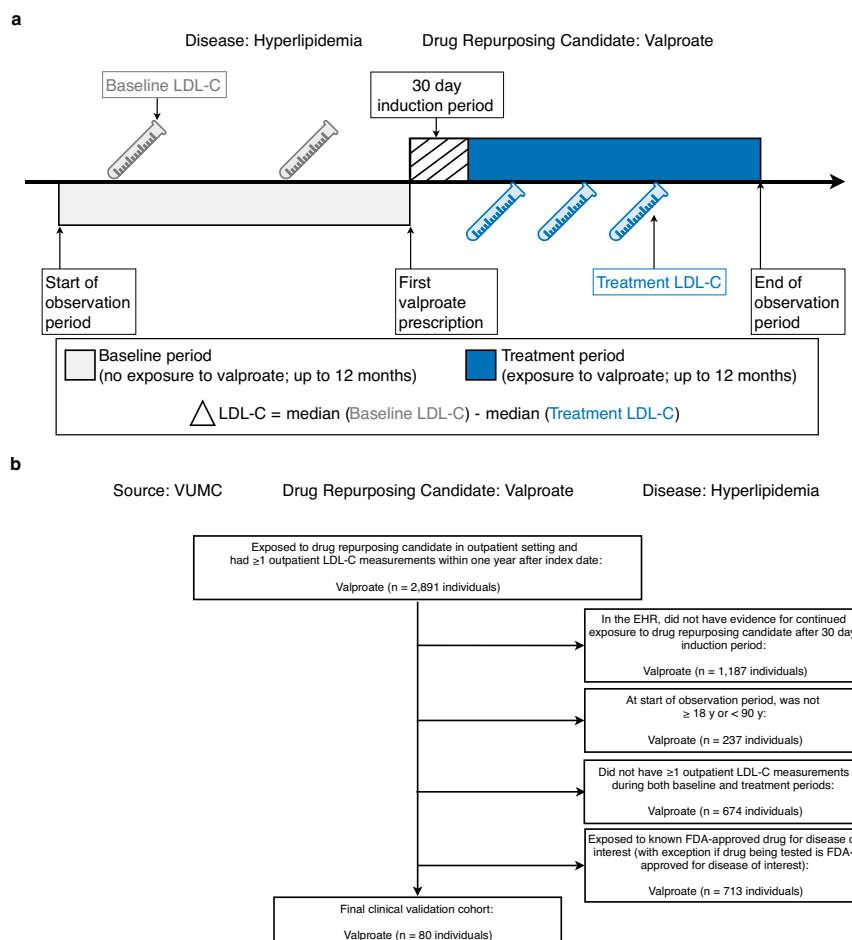 a
Disease: Hyperlipidemia Drug Repurposing Candidate: Valproate
Baseline LDL-C
30 day
induction period
Start of
observation
period
First
valproate
prescription
Treatment LDL-C
End of
observation
period
Baseline period
(no exposure to valproate; up to 12 months)
Treatment period
(exposure to valproate; up to 12 months)
△ LDL-C = median (Baseline LDL-C) - median (Treatment LDL-C)
b
Source: VUMC Drug Repurposing Candidate: Valproate Disease: Hyperlipidemia
Exposed to drug repurposing candidate in outpatient setting and
had ≥1 outpatient LDL-C measurements within one year after index date:
Valproate (n = 2,891 individuals)
In the EHR, did not have evidence for continued
exposure to drug repurposing candidate after 30 day
induction period:
Valproate (n = 1,187 individuals)
At start of observation period, was not
≥ 18 y or < 90 y:
Valproate (n = 237 individuals)
Did not have ≥1 outpatient LDL-C measurements
during both baseline and treatment periods:
Valproate (n = 674 individuals)
Exposed to known FDA-approved drug for disease o
interest (with exception if drug being tested is FDA-
approved for disease of interest):
Valproate (n = 713 individuals)
Final clinical validation cohort:
Valproate (n = 80 individuals)